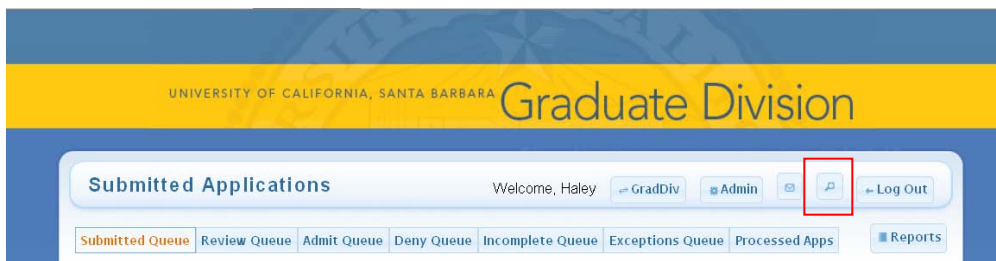 UNIVERSITY OF CALIFORNIA, SANTA BARBARA Graduate Division
Submitted Applications Welcome, Haley GradDiv Admin Log Out
Submitted Queue Review Queue Admit Queue Deny Queue Incomplete Queue Exceptions Queue Processed Apps Reports